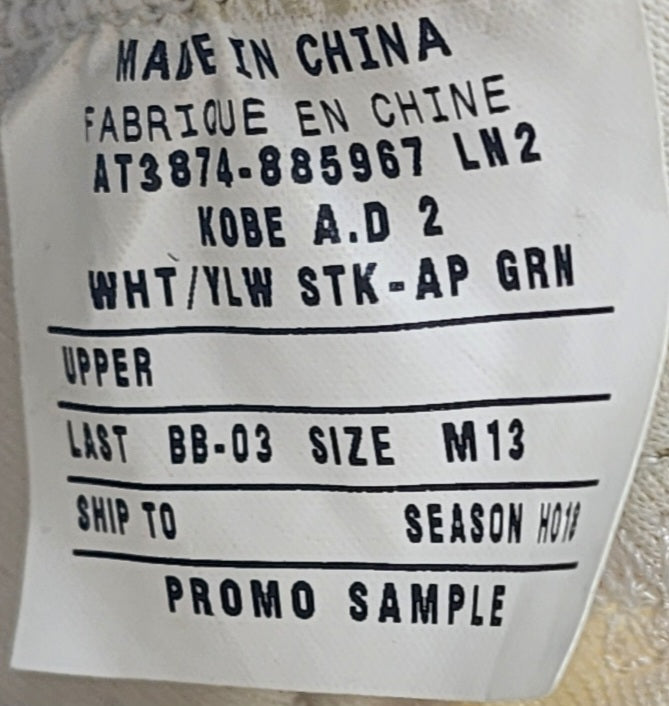 MADE IN CHINA
FABRIQUE EN CHINE
AT3874-885967 LN2
KOBE A.D 2
WHT/YLW STK-AP GRN
UPPER
LAST BB-03 SIZE M13
SHIP TO SEASON HO18
PROMO SAMPLE